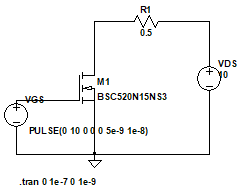 R1
0.5
M1
BSC520N15NS3
VDS
10
VGS
PULSE(0 10 0 0 0 5e-9 1e-8)
.tran 0 1e-7 0 1e-9